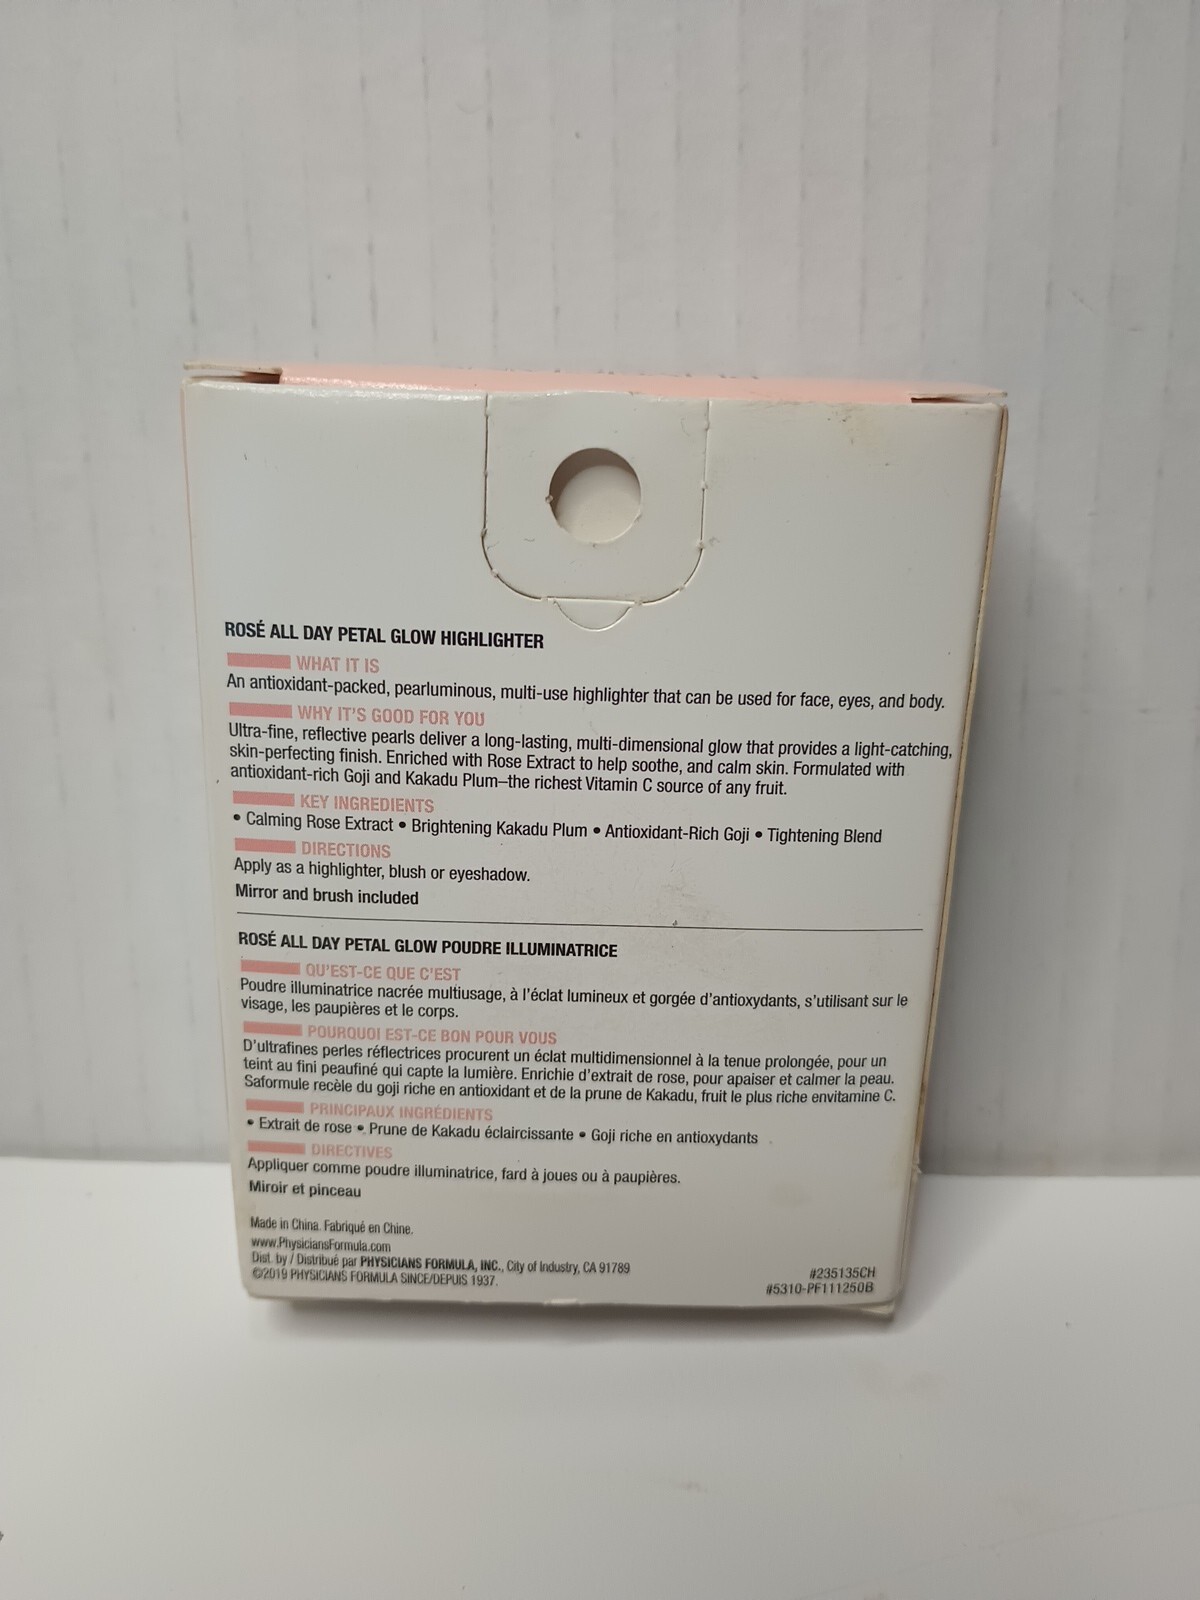 ROSÉ ALL DAY PETAL GLOW HIGHLIGHTER
WHAT IT IS
An antioxidant-packed, pearluminous, multi-use highlighter that can be used for face, eyes, and body.
WHY IT'S GOOD FOR YOU
Ultra-fine, reflective pearls deliver a long-lasting, multi-dimensional glow that provides a light-catching,
skin-perfecting finish. Enriched with Rose Extract to help soothe, and calm skin. Formulated with
antioxidant-rich Goji and Kakadu Plum–the richest Vitamin C source of any fruit.
KEY INGREDIENTS
• Calming Rose Extract • Brightening Kakadu Plum • Antioxidant-Rich Goji • Tightening Blend
DIRECTIONS
Apply as a highlighter, blush or eyeshadow.
Mirror and brush included
ROSÉ ALL DAY PETAL GLOW POUDRE ILLUMINATRICE
QU'EST-CE QUE C'EST
Poudre illuminatrice nacrée multiusage, à l'éclat lumineux et gorgée d'antioxydants, s'utilisant sur le
visage, les paupières et le corps.
POURQUOI EST-CE BON POUR VOUS
D'ultrafines perles réflectrices procurent un éclat multidimensionnel à la tenue prolongée, pour un
teint au fini peaufiné qui capte la lumière. Enrichie d'extrait de rose, pour apaiser et calmer la peau.
Saformule recèle du goji riche en antioxidant et de la prune de Kakadu, fruit le plus riche envitamine C.
PRINCIPAUX INGRÉDIENTS
• Extrait de rose • Prune de Kakadu éclaircissante • Goji riche en antioxydants
DIRECTIVES
Appliquer comme poudre illuminatrice, fard à joues ou à paupières.
Miroir et pinceau
Made in China. Fabriqué en Chine.
www.PhysiciansFormula.com
Dist. by / Distribué par PHYSICIANS FORMULA, INC., City of Industry, CA 91789
©2019 PHYSICIANS FORMULA SINCE/DEPUIS 1937.
#235135CH
#5310-PF111250B